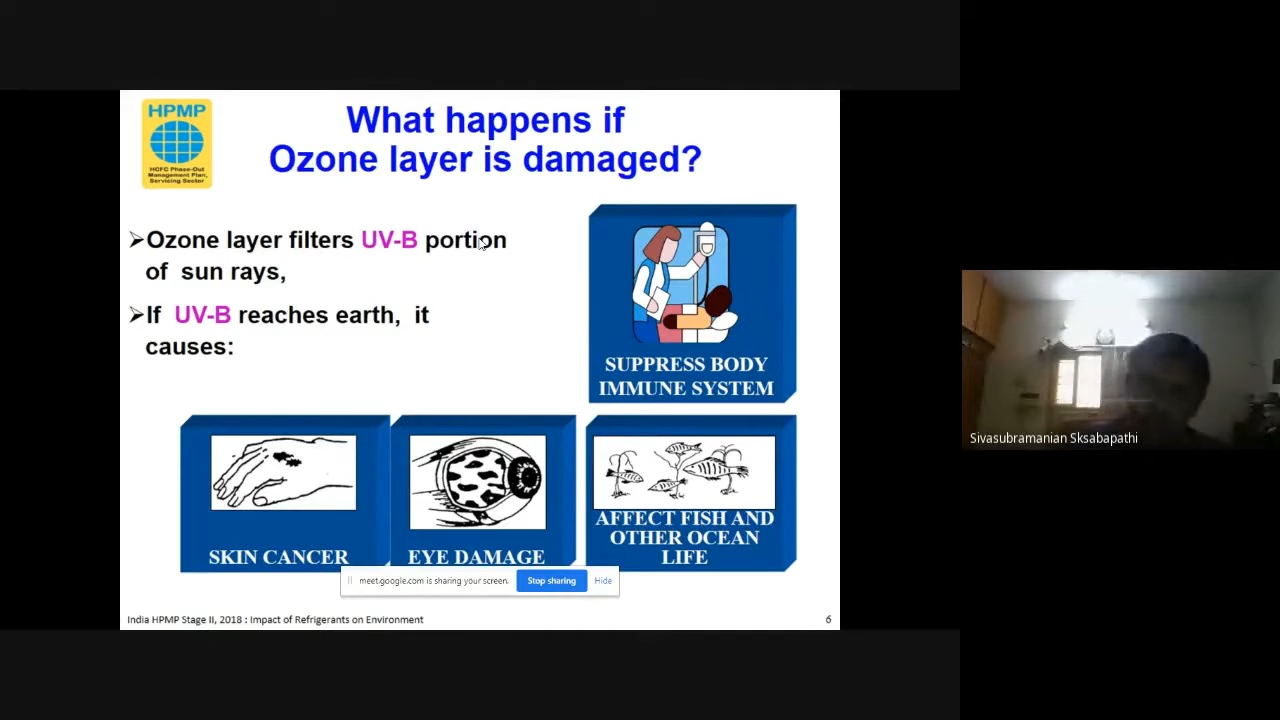 HPMP
HCFC Phase-Out
Management Plan,
Servicing Sector
What happens if
Ozone layer is damaged?
➢Ozone layer filters UV-B portion
of sun rays,
➢If UV-B reaches earth, it
causes:
SUPPRESS BODY
IMMUNE SYSTEM
SKIN CANCER
EYE DAMAGE
AFFECT FISH AND
OTHER OCEAN
LIFE
meet.google.com is sharing your screen.
Stop sharing
Hide
India HPMP Stage II, 2018 : Impact of Refrigerants on Environment
6
Sivasubramanian Sksabapathi